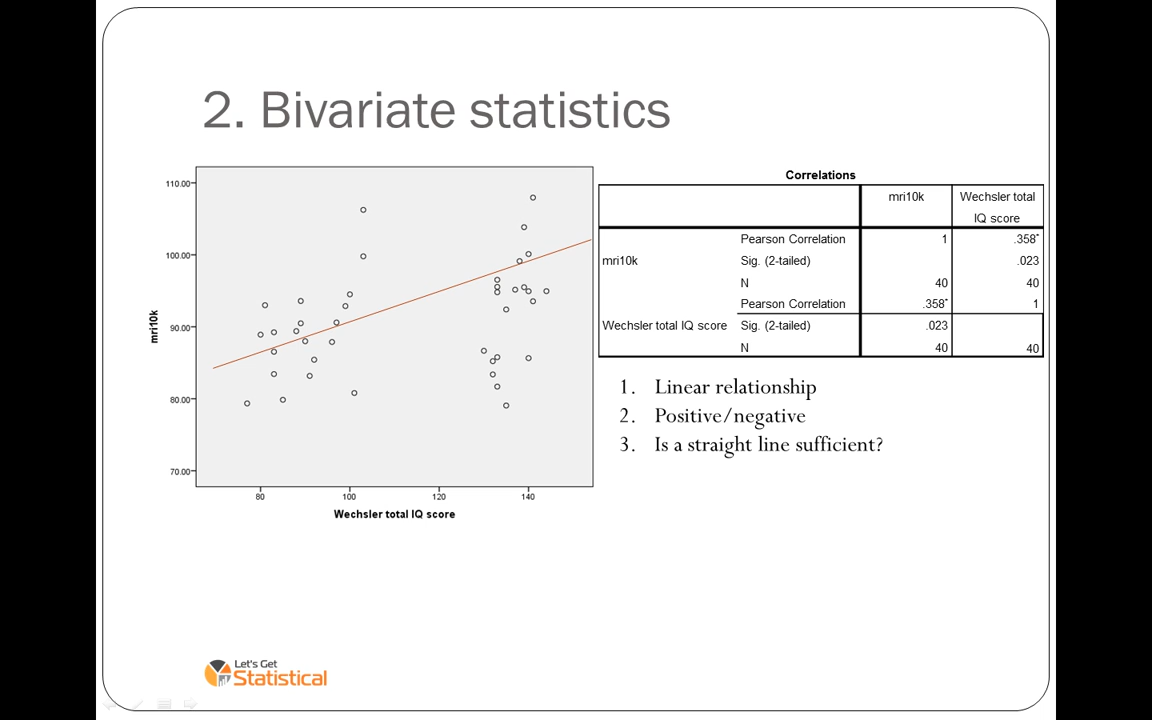 2. Bivariate statistics
110.00
100.00
90.00
80.00
70.00
mri10k
80 100 120 140
Wechsler total IQ score
Correlations
mri10k Wechsler total
IQ score
Pearson Correlation 1 .358*
mri10k Sig. (2-tailed) .023
N 40 40
Pearson Correlation .358* 1
Wechsler total IQ score Sig. (2-tailed) .023
N 40 40
1. Linear relationship
2. Positive/negative
3. Is a straight line sufficient?
Let's Get
Statistical